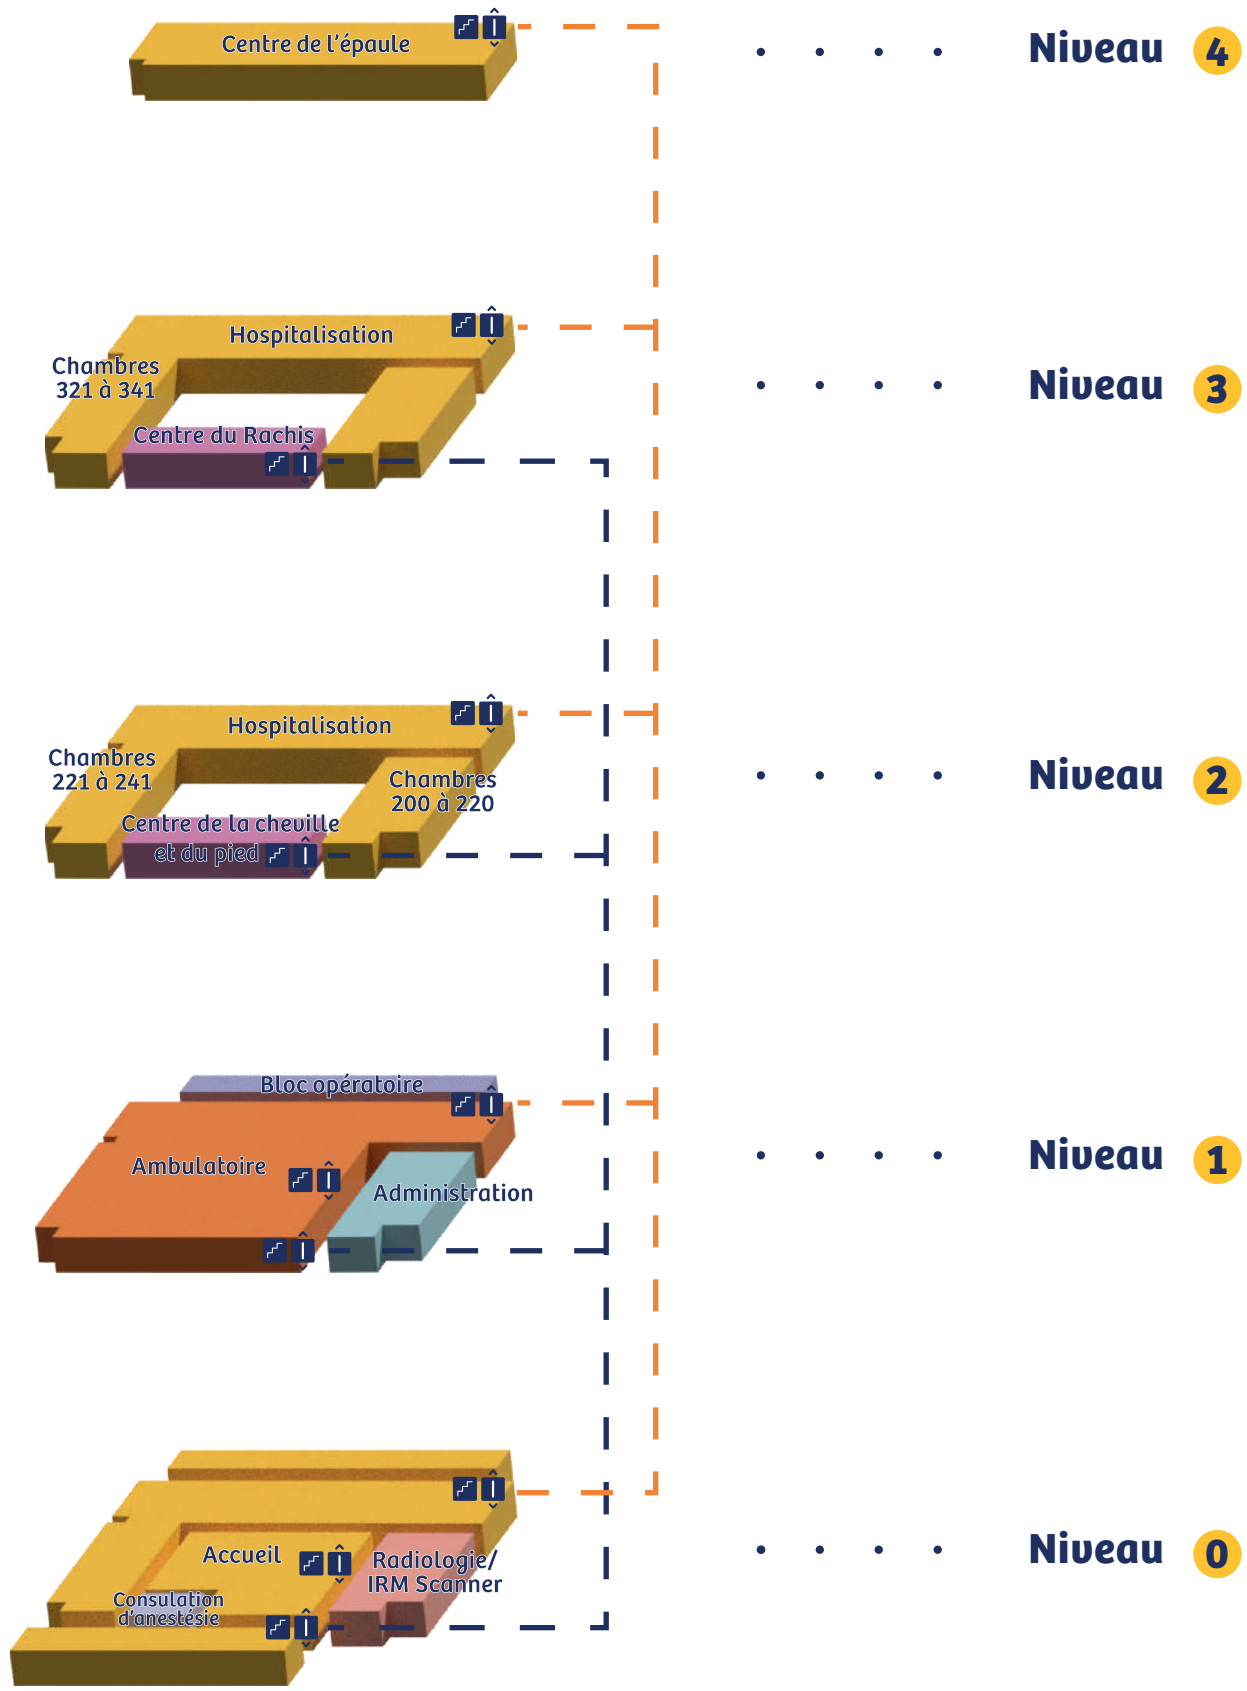 Centre de l'épaule
Niveau 4
Hospitalisation
Chambres
321 à 341
Centre du Rachis
Niveau 3
Hospitalisation
Chambres
221 à 241
Chambres
200 à 220
Centre de la cheville
et du pied
Niveau 2
Bloc opératoire
Ambulatoire
Administration
Niveau 1
Accueil
Radiologie/
IRM Scanner
Consulation
d'anestésie
Niveau 0